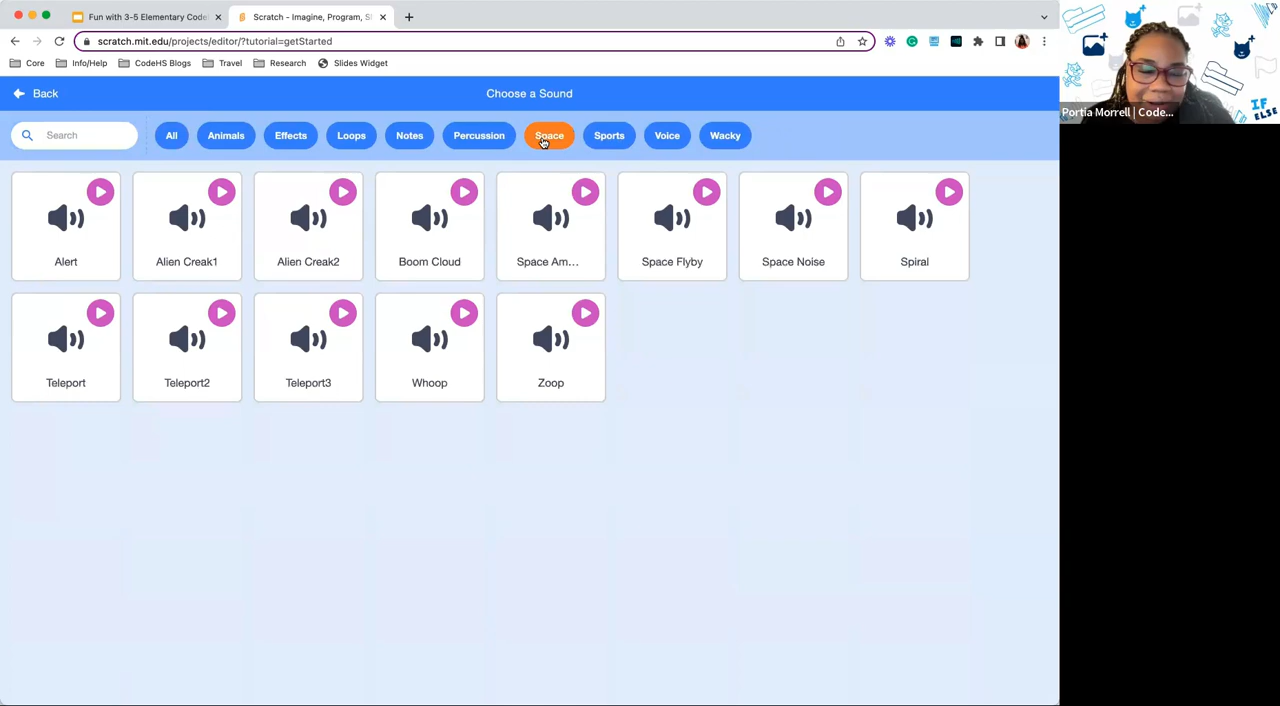 Fun with 3-5 Elementary Code
Scratch - Imagine, Program, S
scratch.mit.edu/projects/editor/?tutorial=getStarted
Core Info/Help CodeHS Blogs Travel Research Slides Widget
Back Choose a Sound
Search All Animals Effects Loops Notes Percussion Space Sports Voice Wacky
Alert Alien Creak1 Alien Creak2 Boom Cloud Space Am... Space Flyby Space Noise Spiral
Teleport Teleport2 Teleport3 Whoop Zoop
IF
ELSE
Portia Morrell | Code...